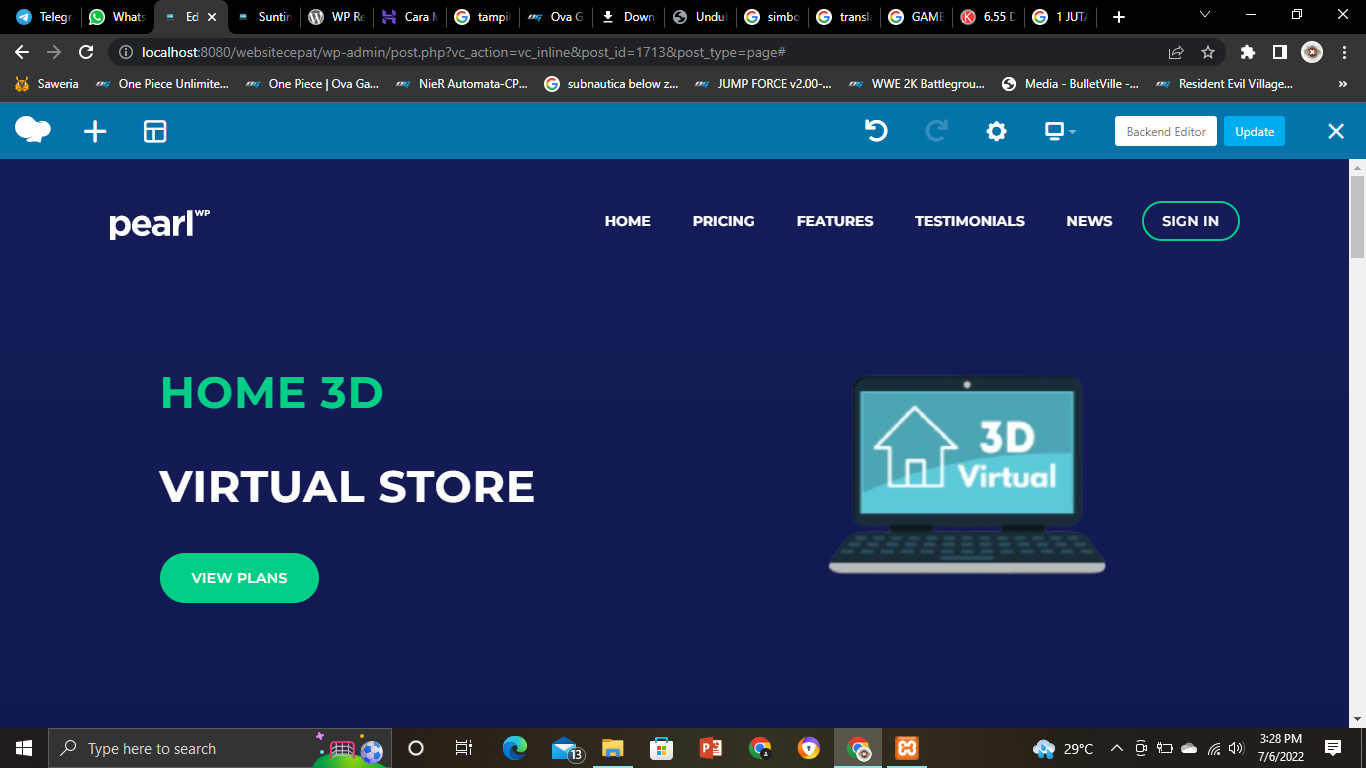 Telegr
Whats
Ed
Suntin
WP Re
Cara M
tampil
Ova G
Down
Undul
simbo
transla
GAME
6.55 D
1 JUTA
localhost:8080/websitecepat/wp-admin/post.php?vc_action=vc_inline&post_id=1713&post_type=page#
Saweria
One Piece Unlimite...
One Piece | Ova Ga...
NieR Automata-CP...
subnautica below z...
JUMP FORCE v2.00-...
WWE 2K Battlegrou...
Media - BulletVille -...
Resident Evil Village...
Backend Editor
Update
pearl WP
HOME
PRICING
FEATURES
TESTIMONIALS
NEWS
SIGN IN
HOME 3D
VIRTUAL STORE
VIEW PLANS
3D
Virtual
Type here to search
13
29°C
3:28 PM
7/6/2022